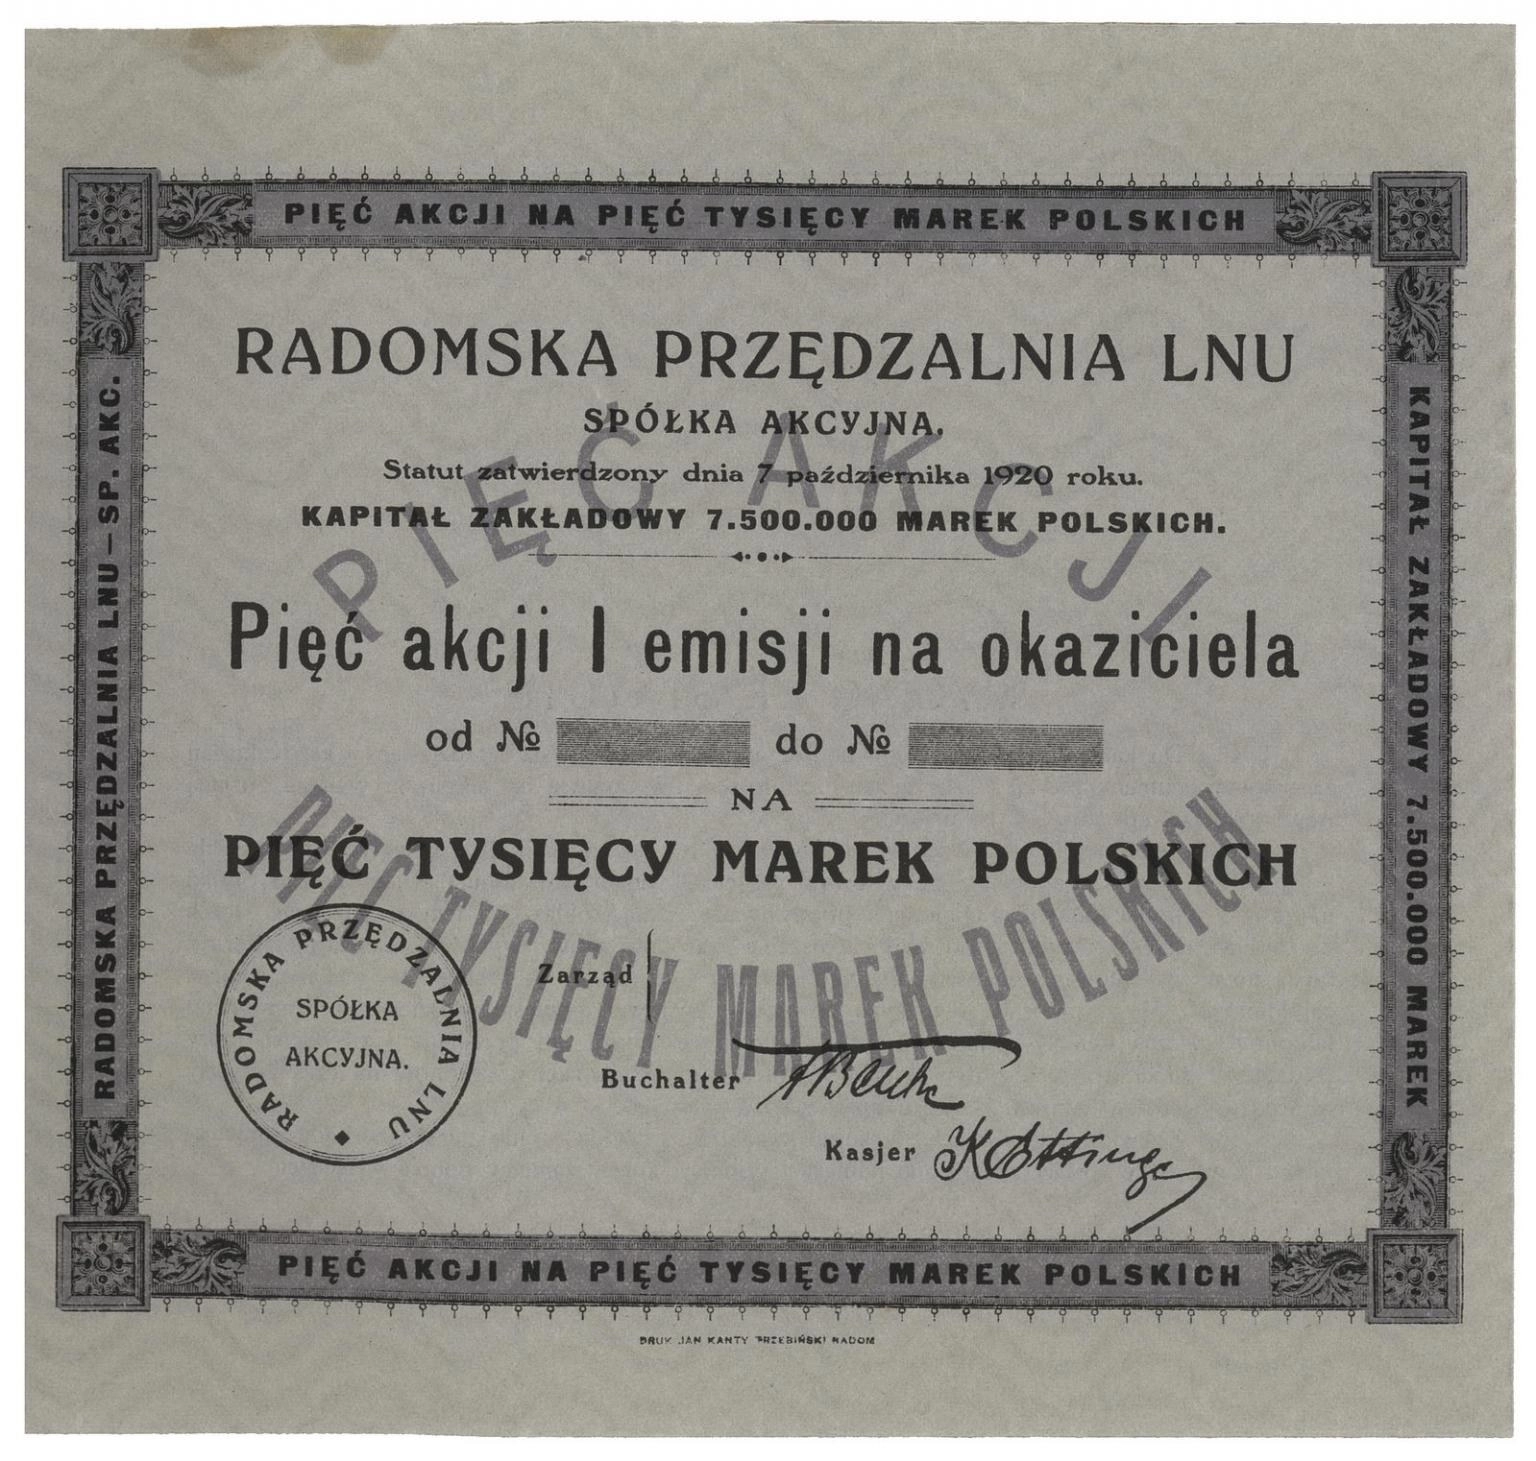 PIĘĆ AKCJI NA PIĘĆ TYSIĘCY MAREK POLSKICH
RADOMSKA PRZĘDZALNIA LNU – SP. AKC.
KAPITAŁ ZAKŁADOWY 7.500.000 MAREK
RADOMSKA PRZĘDZALNIA LNU
SPÓŁKA AKCYJNA.
Statut zatwierdzony dnia 7 października 1920 roku.
KAPITAŁ ZAKŁADOWY 7.500.000 MAREK POLSKICH.
PIĘĆ AKCJI
Pięć akcji I emisji na okaziciela
od № do №
NA
PIĘĆ TYSIĘCY MAREK POLSKICH
PIĘĆ TYSIĘCY MAREK POLSKICH
RADOMSKA PRZĘDZALNIA LNU
SPÓŁKA
AKCYJNA.
Zarząd
Buchalter
Kasjer
PIĘĆ AKCJI NA PIĘĆ TYSIĘCY MAREK POLSKICH
DRUK JAN KANTY TRZEBIŃSKI RADOM